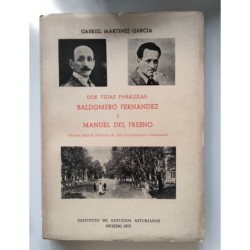 GABRIEL MARTINEZ GARCIA
DOS VIDAS PARALELAS:
BALDOMERO FERNANDEZ
Y
MANUEL DEL FRESNO
INSTITUTO DE ESTUDIOS ASTURIANOS
OVIEDO 1975